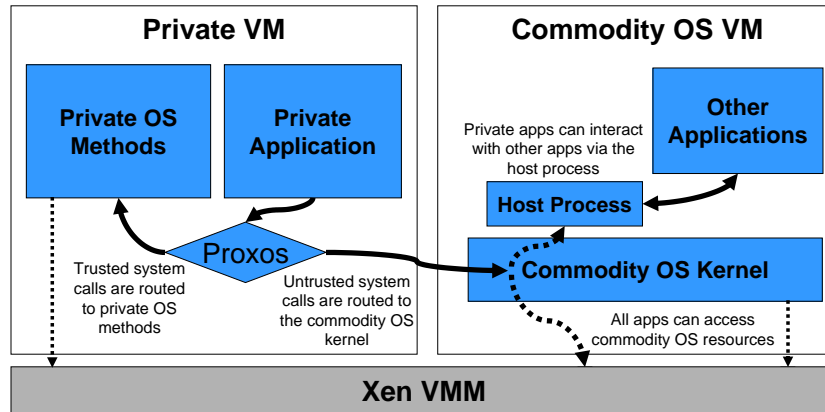 Private VM
Private OS
Methods
Private
Application
Proxos
Trusted system
calls are routed
to private OS
methods
Untrusted system
calls are routed to
the commodity OS
kernel
Commodity OS VM
Other
Applications
Private apps can interact
with other apps via the
host process
Host Process
Commodity OS Kernel
All apps can access
commodity OS resources
Xen VMM